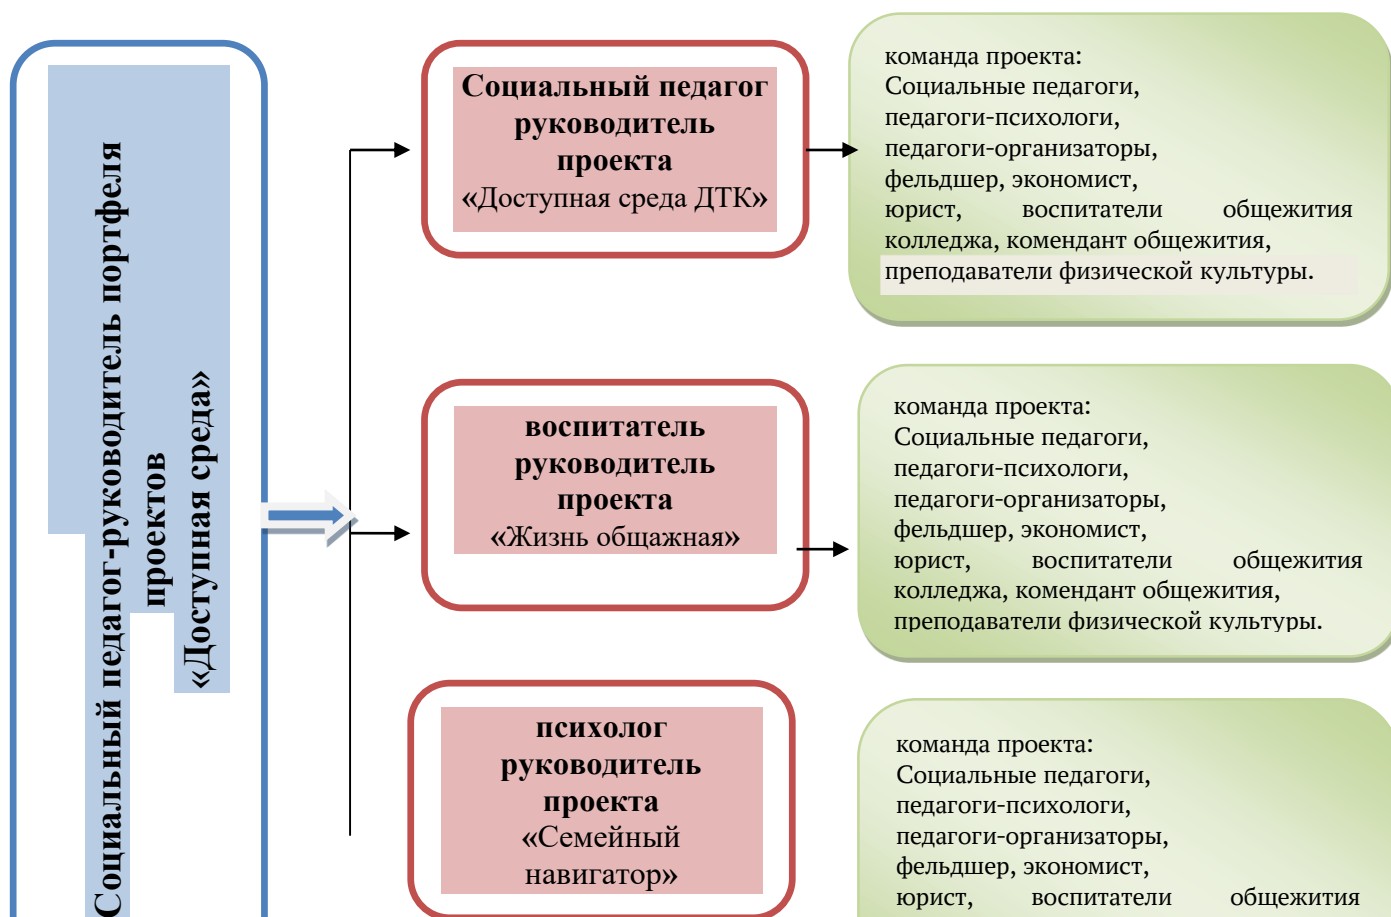 Социальный педагог-руководитель портфеля
проектов
«Доступная среда»
Социальный педагог
руководитель
проекта
«Доступная среда ДТК»
команда проекта:
Социальные педагоги,
педагоги-психологи,
педагоги-организаторы,
фельдшер, экономист,
юрист, воспитатели общежития
колледжа, комендант общежития,
преподаватели физической культуры.
воспитатель
руководитель
проекта
«Жизнь общажная»
команда проекта:
Социальные педагоги,
педагоги-психологи,
педагоги-организаторы,
фельдшер, экономист,
юрист, воспитатели общежития
колледжа, комендант общежития,
преподаватели физической культуры.
психолог
руководитель
проекта
«Семейный
навигатор»
команда проекта:
Социальные педагоги,
педагоги-психологи,
педагоги-организаторы,
фельдшер, экономист,
юрист, воспитатели общежития